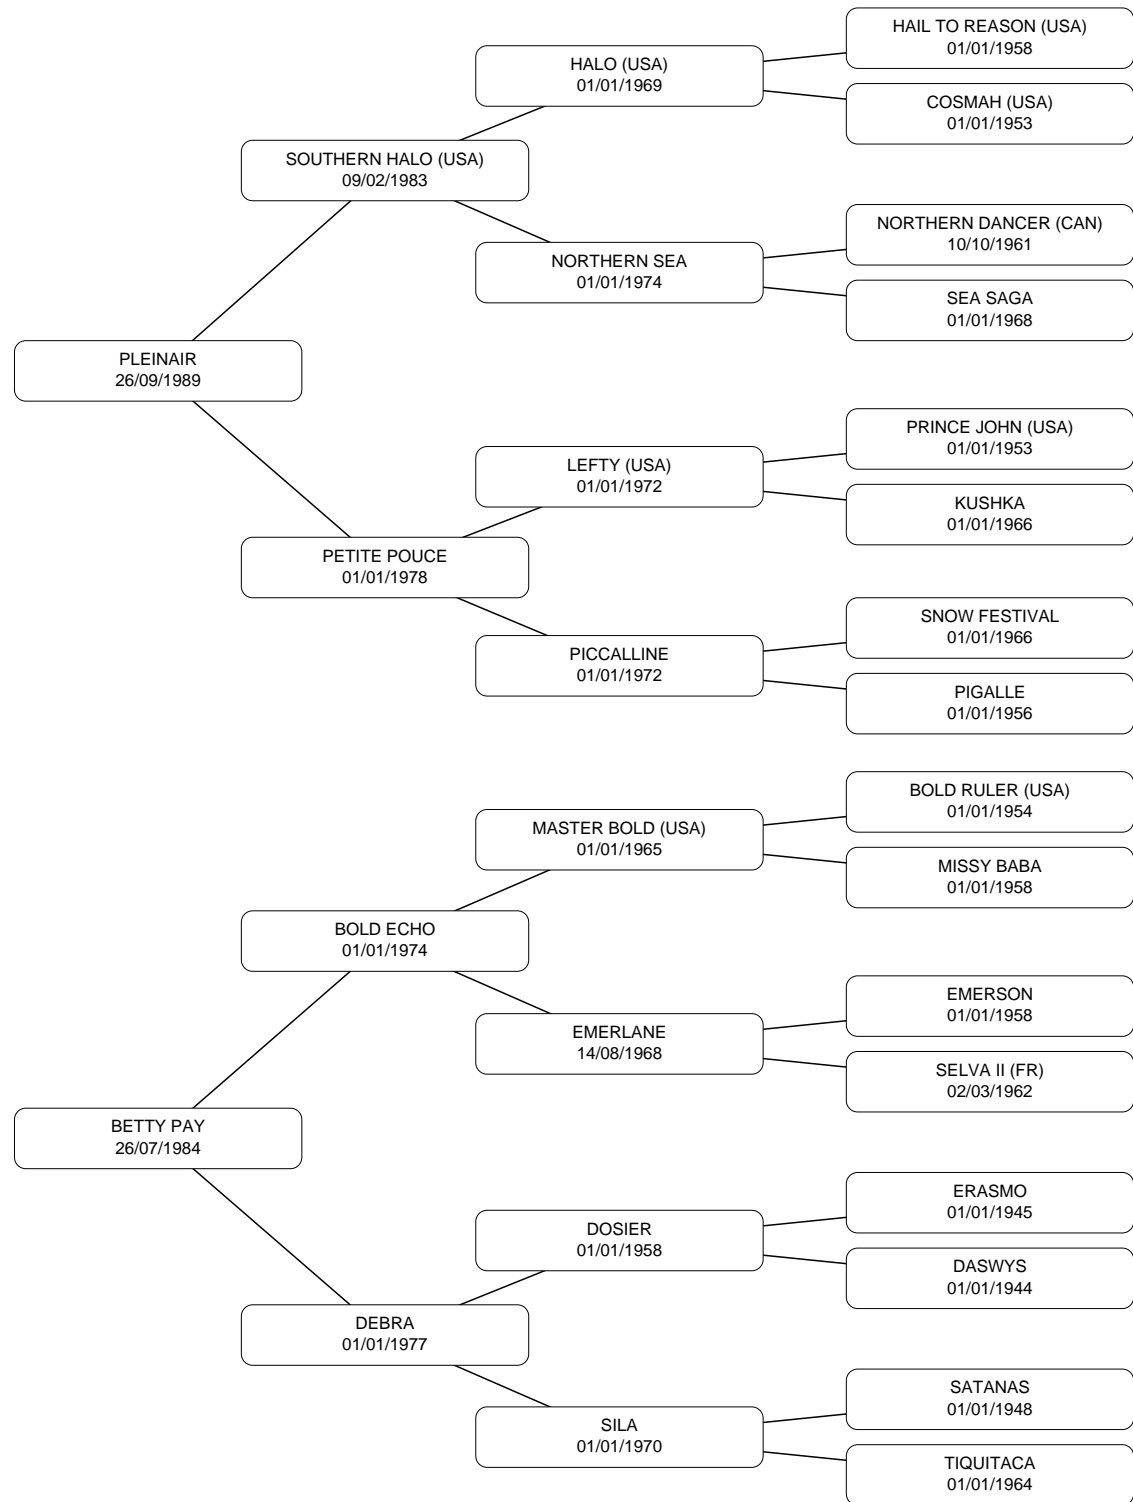 HAIL TO REASON (USA)
01/01/1958
HALO (USA)
01/01/1969
COSMAH (USA)
01/01/1953
SOUTHERN HALO (USA)
09/02/1983
NORTHERN DANCER (CAN)
10/10/1961
NORTHERN SEA
01/01/1974
SEA SAGA
01/01/1968
PLEINAIR
26/09/1989
PRINCE JOHN (USA)
01/01/1953
LEFTY (USA)
01/01/1972
KUSHKA
01/01/1966
PETITE POUCE
01/01/1978
SNOW FESTIVAL
01/01/1966
PICCALLINE
01/01/1972
PIGALLE
01/01/1956
BOLD RULER (USA)
01/01/1954
MASTER BOLD (USA)
01/01/1965
MISSY BABA
01/01/1958
BOLD ECHO
01/01/1974
EMERSON
01/01/1958
EMERLANE
14/08/1968
SELVA II (FR)
02/03/1962
BETTY PAY
26/07/1984
ERASMO
01/01/1945
DOSIER
01/01/1958
DASWYS
01/01/1944
DEBRA
01/01/1977
SATANAS
01/01/1948
SILA
01/01/1970
TIQUITACA
01/01/1964